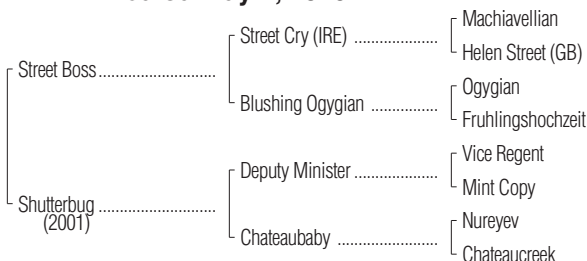 Machiavellian
Street Cry (IRE) ....................
Helen Street (GB)
Street Boss............................
Ogygian
Blushing Ogygian ................
Fruhlingshochzeit
Vice Regent
Deputy Minister ....................
Mint Copy
Shutterbug ............................
(2001)
Nureyev
Chateaubaby ........................
Chateaucreek